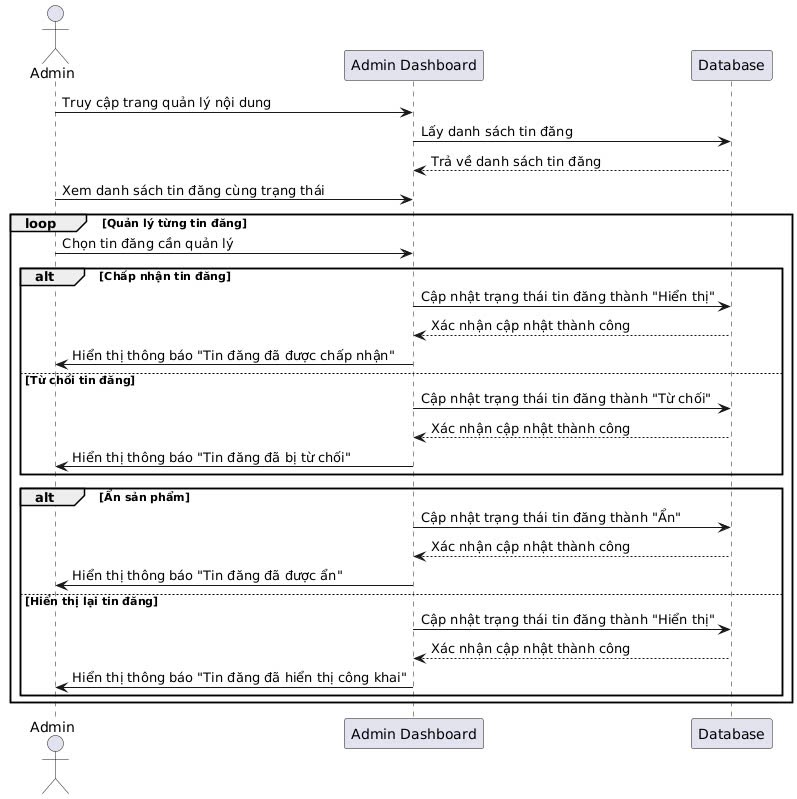 Admin
Admin Dashboard
Database
Truy cập trang quản lý nội dung
Lấy danh sách tin đăng
Trả về danh sách tin đăng
Xem danh sách tin đăng cùng trạng thái
loop [Quản lý từng tin đăng]
Chọn tin đăng cần quản lý
alt [Chấp nhận tin đăng]
Cập nhật trạng thái tin đăng thành "Hiển thị"
Xác nhận cập nhật thành công
Hiển thị thông báo "Tin đăng đã được chấp nhận"
[Từ chối tin đăng]
Cập nhật trạng thái tin đăng thành "Từ chối"
Xác nhận cập nhật thành công
Hiển thị thông báo "Tin đăng đã bị từ chối"
alt [Ẩn sản phẩm]
Cập nhật trạng thái tin đăng thành "Ẩn"
Xác nhận cập nhật thành công
Hiển thị thông báo "Tin đăng đã được ẩn"
[Hiển thị lại tin đăng]
Cập nhật trạng thái tin đăng thành "Hiển thị"
Xác nhận cập nhật thành công
Hiển thị thông báo "Tin đăng đã hiển thị công khai"
Admin
Admin Dashboard
Database